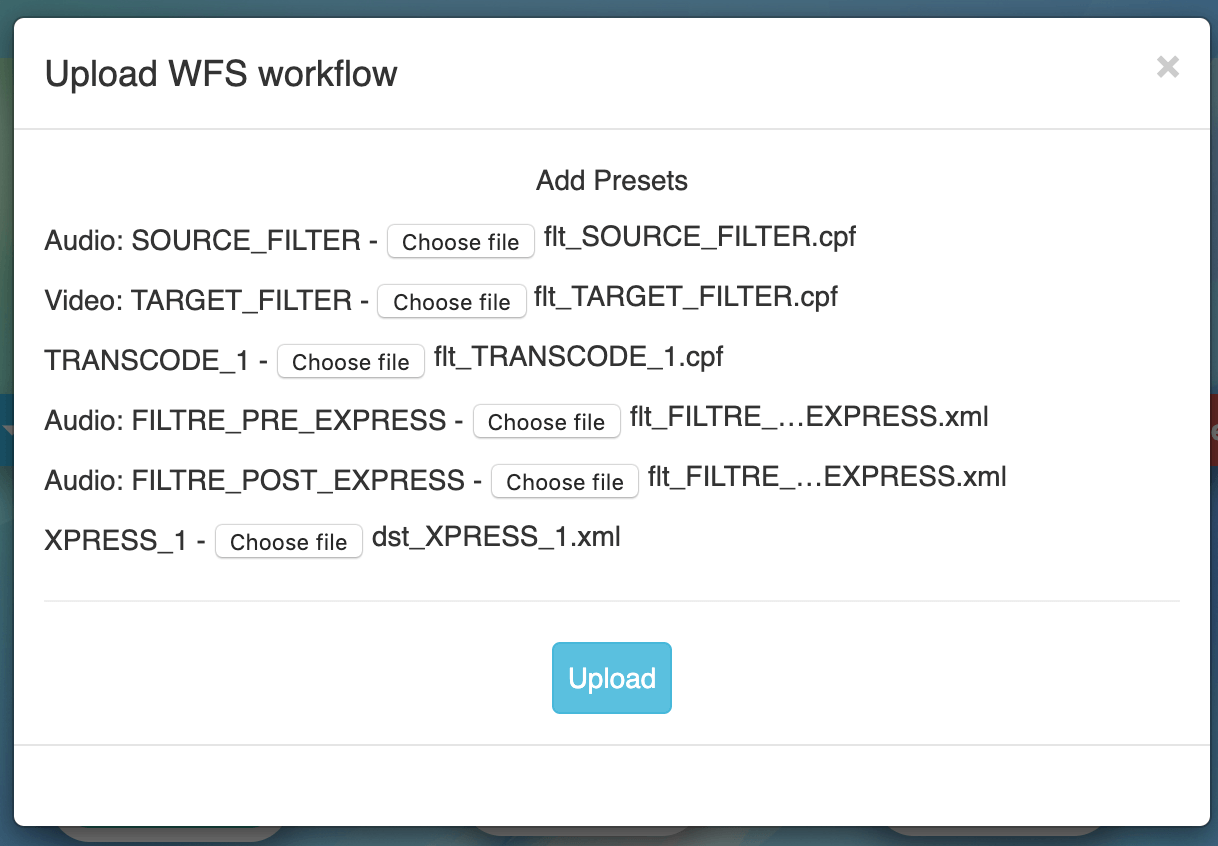 Upload WFS workflow ×
Add Presets
Audio: SOURCE_FILTER - Choose file flt_SOURCE_FILTER.cpf
Video: TARGET_FILTER - Choose file flt_TARGET_FILTER.cpf
TRANSCODE_1 - Choose file flt_TRANSCODE_1.cpf
Audio: FILTRE_PRE_EXPRESS - Choose file flt_FILTRE_…EXPRESS.xml
Audio: FILTRE_POST_EXPRESS - Choose file flt_FILTRE_…EXPRESS.xml
XPRESS_1 - Choose file dst_XPRESS_1.xml
Upload